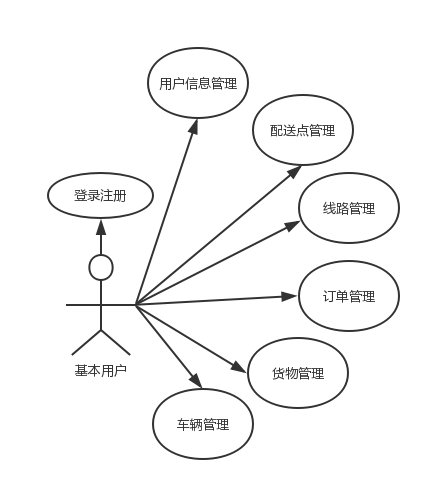 用户信息管理
配送点管理
登录注册
线路管理
订单管理
基本用户
货物管理
车辆管理